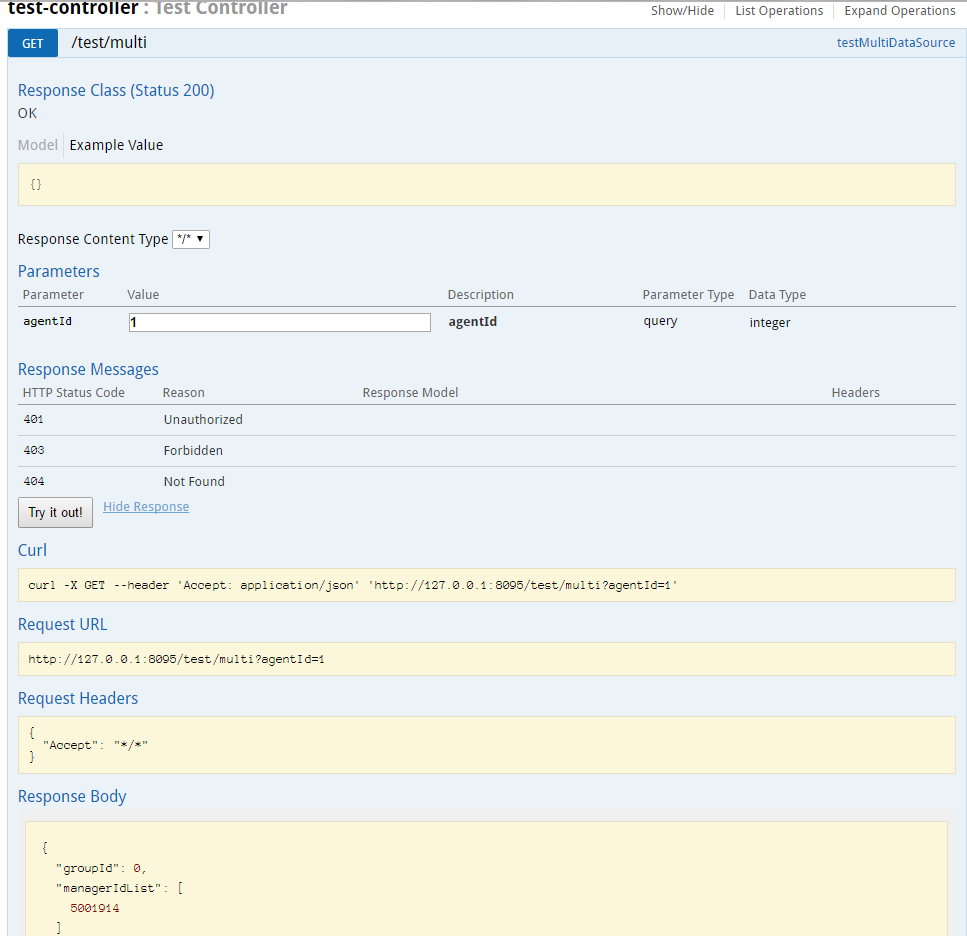 test-controller : Test Controller
Show/Hide List Operations Expand Operations
GET /test/multi testMultiDataSource
Response Class (Status 200)
OK
Model Example Value
{}
Response Content Type */* ▼
Parameters
Parameter Value Description Parameter Type Data Type
agentId 1 agentId query integer
Response Messages
HTTP Status Code Reason Response Model Headers
401 Unauthorized
403 Forbidden
404 Not Found
Try it out! Hide Response
Curl
curl -X GET --header 'Accept: application/json' 'http://127.0.0.1:8095/test/multi?agentId=1'
Request URL
http://127.0.0.1:8095/test/multi?agentId=1
Request Headers
{
"Accept": "*/*"
}
Response Body
{
"groupId": 0,
"managerIdList": [
5001914
]